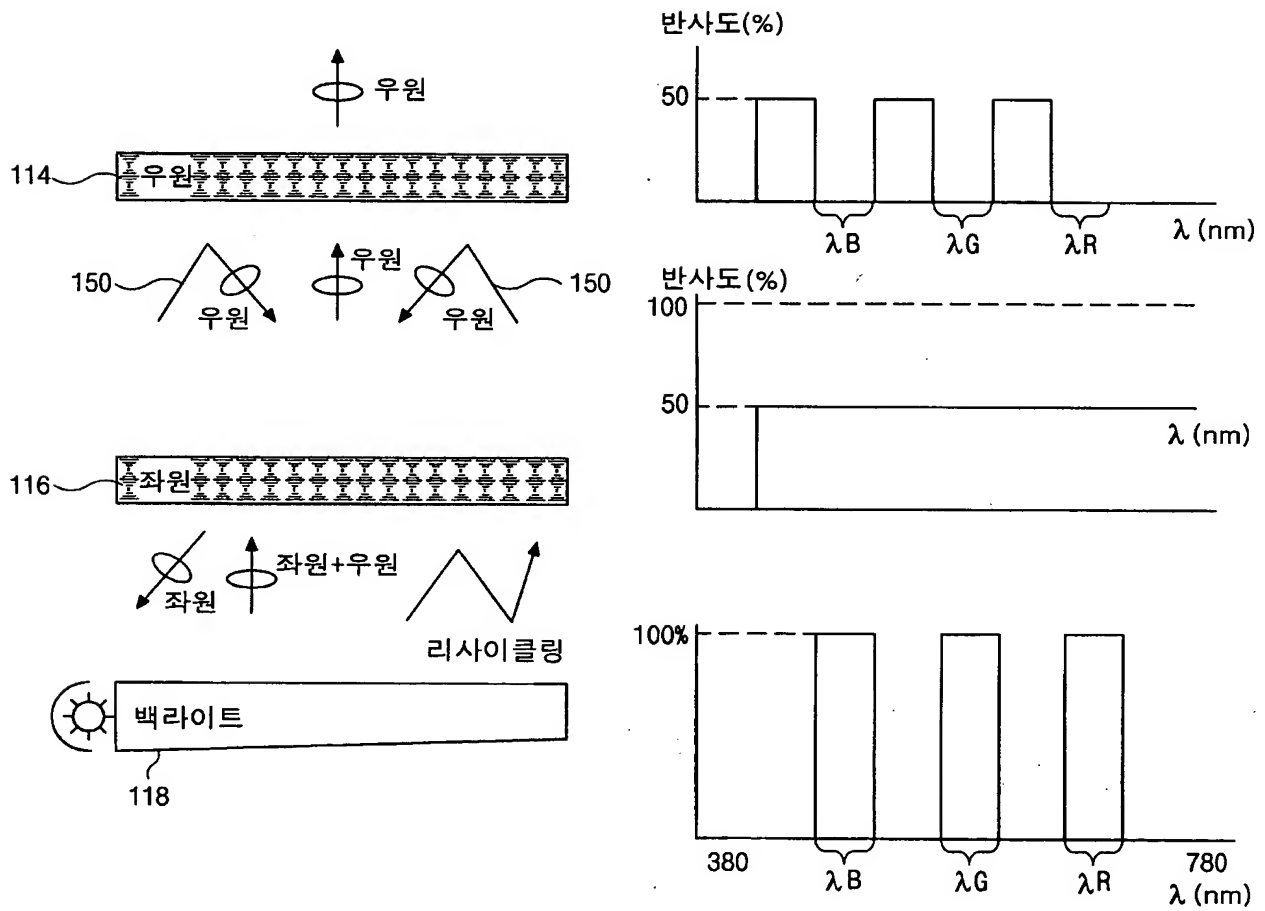 우원
114
우원
150
우원
우원
우원
150
116
좌원
좌원
좌원+우원
리사이클링
백라이트
118
반사도(%)
50
λB
λG
λR
λ (nm)
반사도(%)
100
50
λ (nm)
100%
380
λB
λG
λR
780
λ (nm)